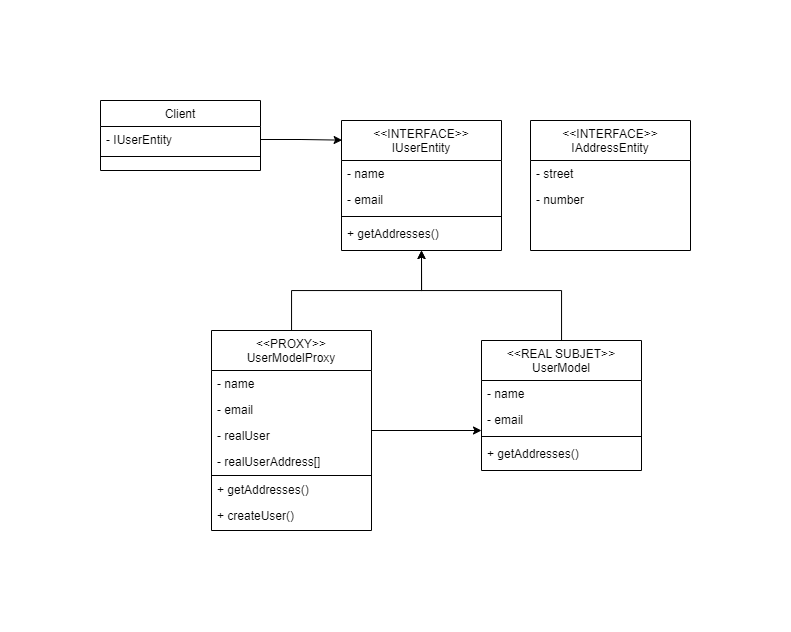 Client
- IUserEntity
<<INTERFACE>>
IUserEntity
- name
- email
+ getAddresses()
<<INTERFACE>>
IAddressEntity
- street
- number
<<PROXY>>
UserModelProxy
- name
- email
- realUser
- realUserAddress[]
+ getAddresses()
+ createUser()
<<REAL SUBJET>>
UserModel
- name
- email
+ getAddresses()